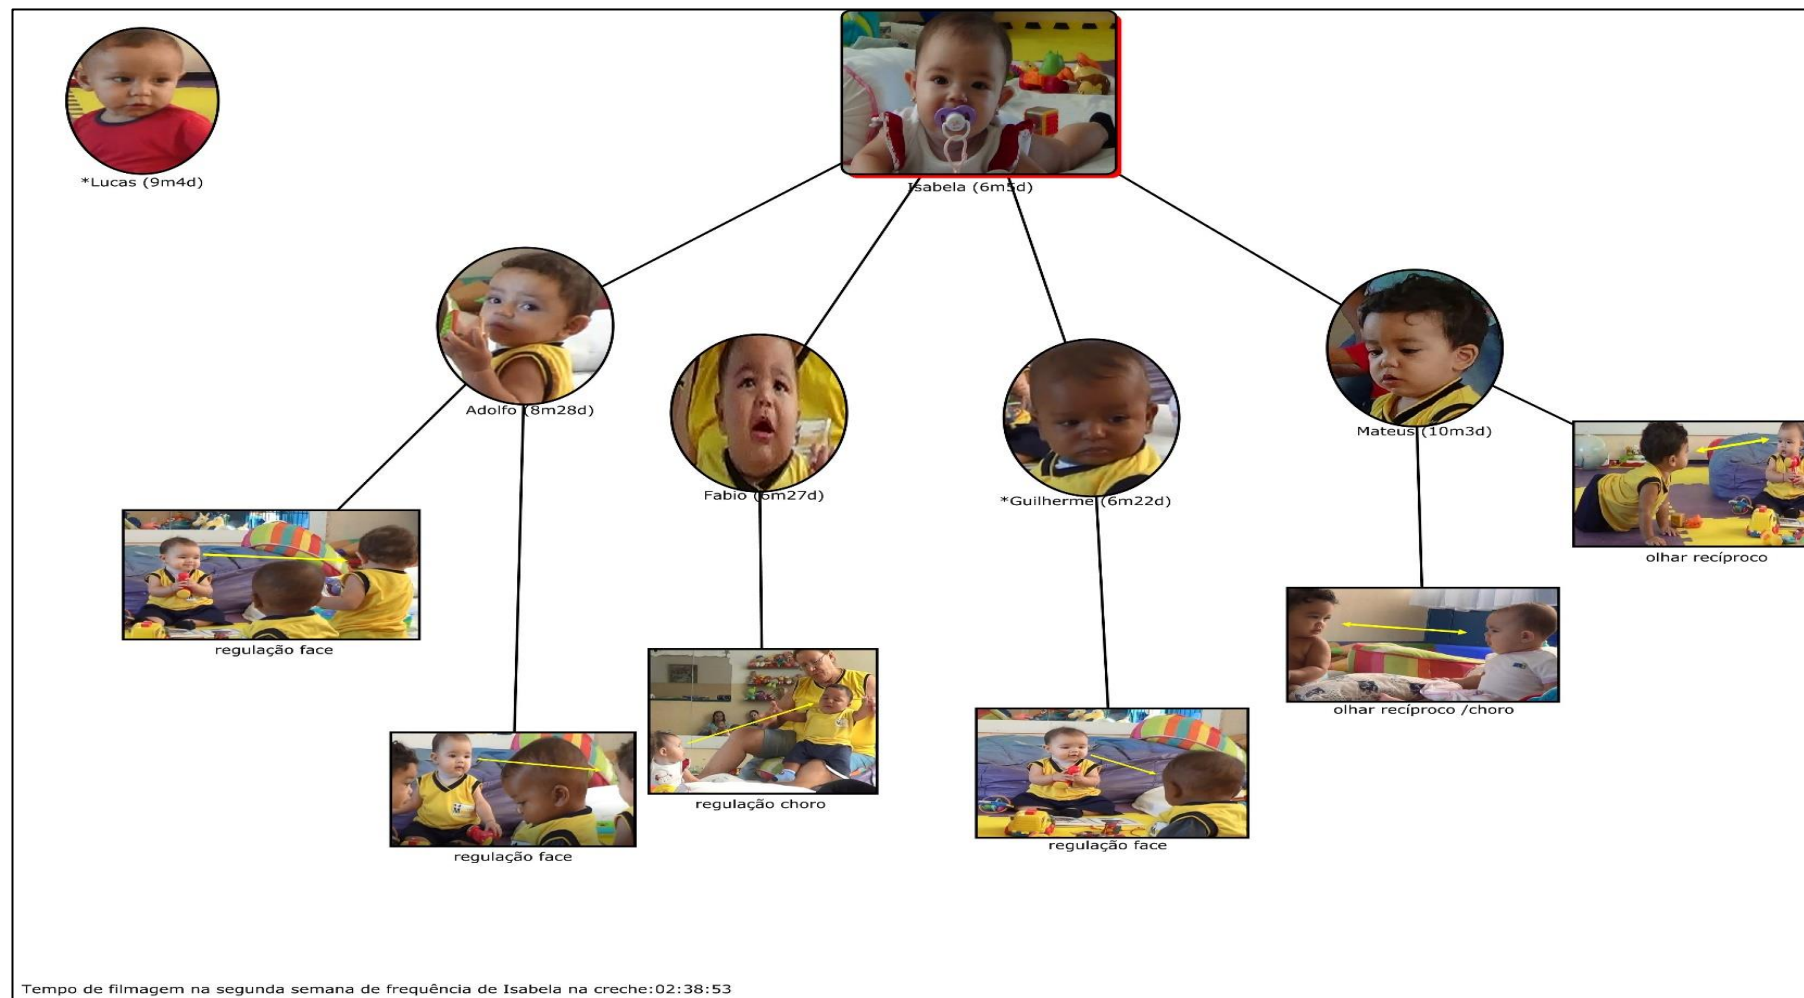 *Lucas (9m4d)
Isabela (6m5d)
Adolfo (8m28d)
Fabio (6m27d)
*Guilherme (6m22d)
Mateus (10m3d)
olhar recíproco
regulação face
olhar recíproco /choro
regulação choro
regulação face
regulação face
Tempo de filmagem na segunda semana de frequência de Isabela na creche:02:38:53